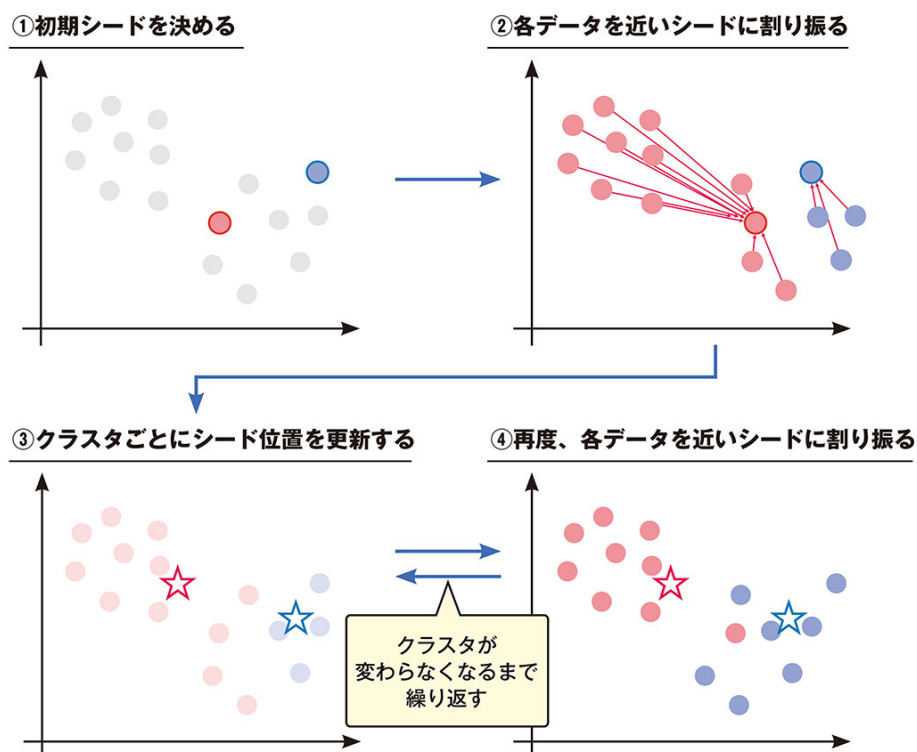 ①初期シードを決める
②各データを近いシードに割り振る
③クラスタごとにシード位置を更新する
④再度、各データを近いシードに割り振る
クラスタが
変わらなくなるまで
繰り返す